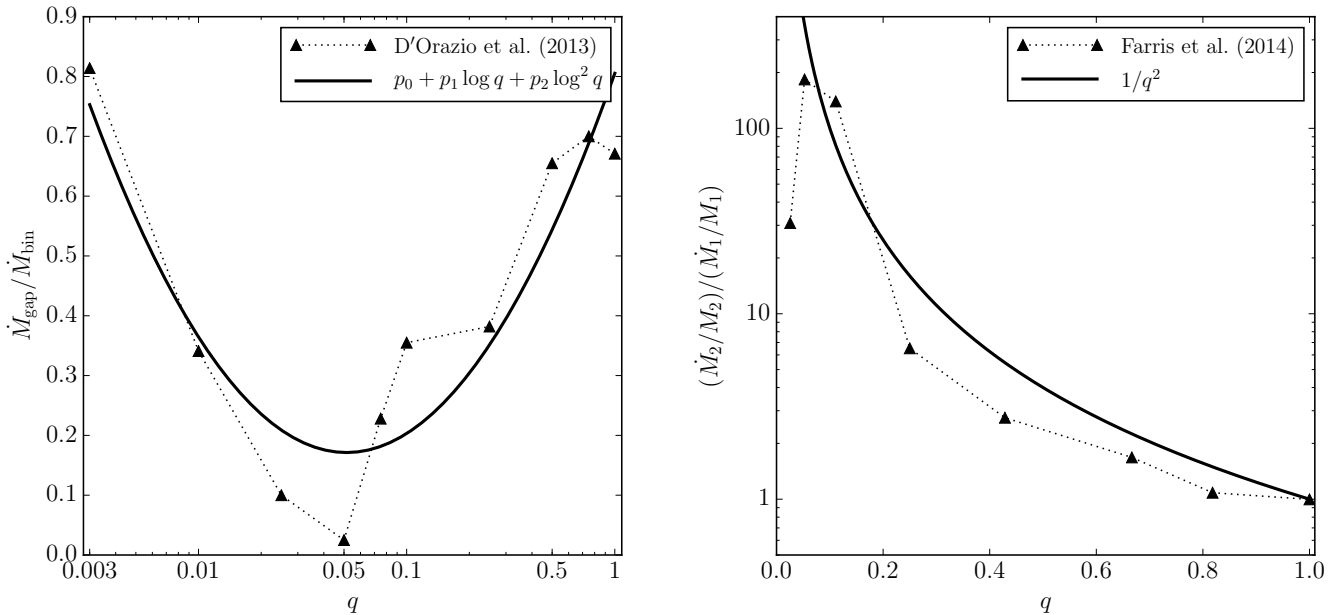 0.9
0.8
0.7
0.6
0.5
0.4
0.3
0.2
0.1
0.0
Ṁ_gap/Ṁ_bin
D′Orazio et al. (2013)
p₀ + p₁ log q + p₂ log² q
0.003 0.01 0.05 0.1 0.5 1
q
100
10
1
(Ṁ₂/M₂)/(Ṁ₁/M₁)
Farris et al. (2014)
1/q²
0.0 0.2 0.4 0.6 0.8 1.0
q